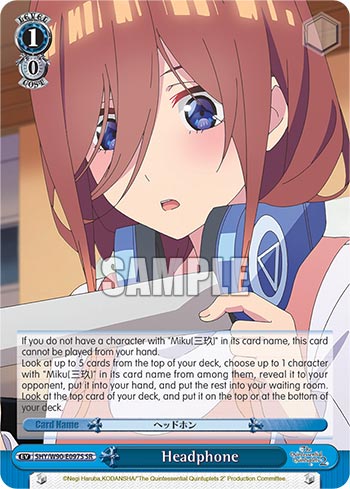 LEVEL
1
0
COST
SAMPLE
If you do not have a character with "Miku(三玖)" in its card name, this
card cannot be played from your hand.
Look at up to 5 cards from the top of your deck, choose up to 1 character
with "Miku(三玖)" in its card name from among them, reveal it to your
opponent, put it into your hand, and put the rest into your waiting room.
Look at the top card of your deck, and put it on the top or at the bottom
of your deck.
Card Name ヘッドホン
EV 5HY/W90-E097S SR Headphone
©Negi Haruba,KODANSHA/"The Quintessential Quintuplets 2" Production Committee.